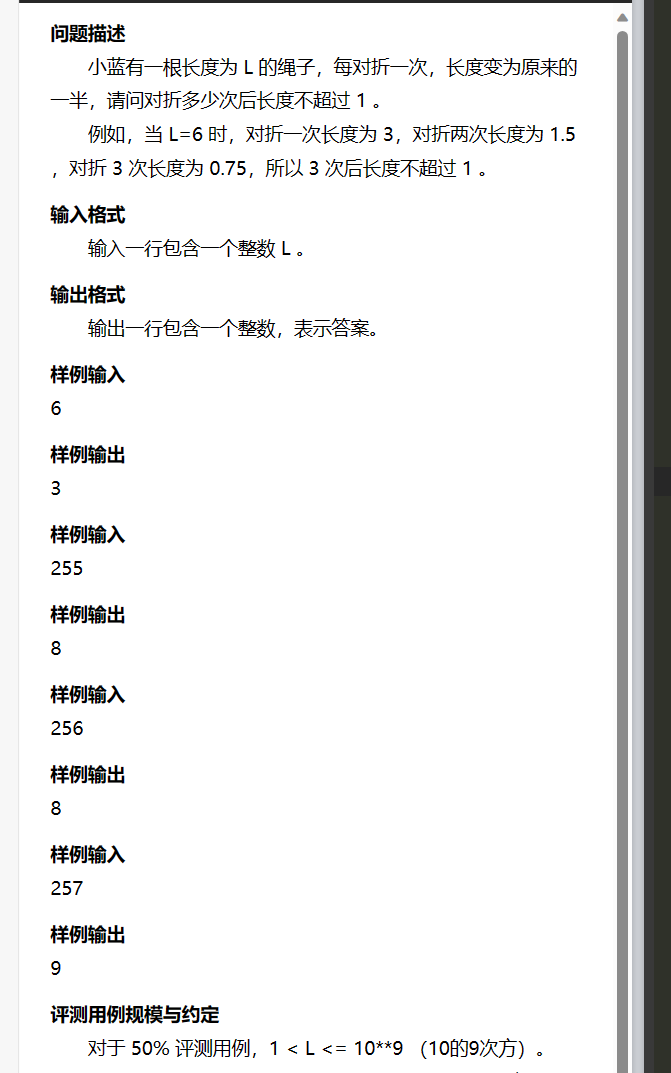 问题描述
小蓝有一根长度为 L 的绳子，每对折一次，长度变为原来的
一半，请问对折多少次后长度不超过 1 。
例如，当 L=6 时，对折一次长度为 3，对折两次长度为 1.5
，对折 3 次长度为 0.75，所以 3 次后长度不超过 1 。
输入格式
输入一行包含一个整数 L 。
输出格式
输出一行包含一个整数，表示答案。
样例输入
6
样例输出
3
样例输入
255
样例输出
8
样例输入
256
样例输出
8
样例输入
257
样例输出
9
评测用例规模与约定
对于 50% 评测用例，1 < L <= 10**9 （10的9次方）。